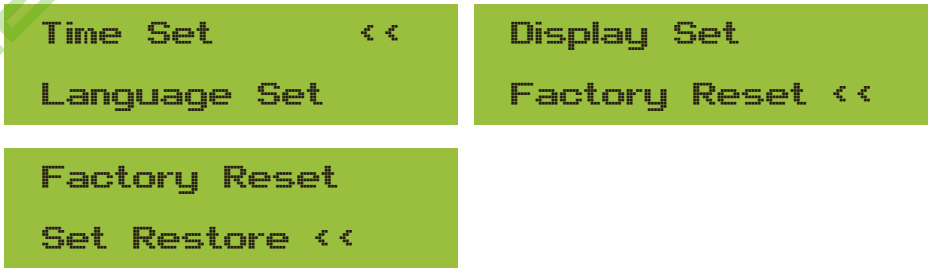 Time Set <<
Language Set
Display Set
Factory Reset <<
Factory Reset
Set Restore <<